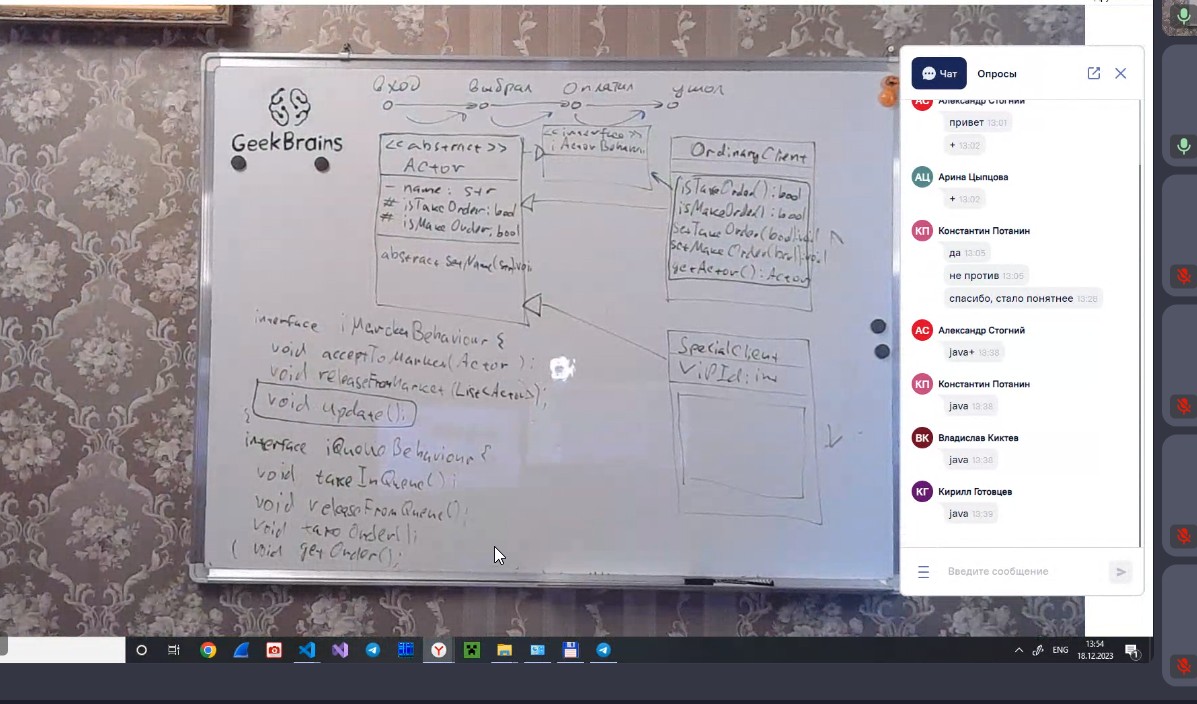 вход выбрал оплатил ушел
GeekBrains
<<abstract>>
Actor
- name: str
# isTakeOrder: bool
# isMakeOrder: bool
abstract setName(str) void
<<interface>>
iActorBehaviour
OrdinaryClient
isTakeOrder(): bool
isMakeOrder(): bool
setTakeOrder(bool) void
setMakeOrder(bool) void
getActor(): Actor
SpecialClient
VIPId: int
interface iMarcketBehaviour {
void acceptToMarket(Actor );
void releaseFromMarket(List<Actor>);
void update();
}
interface iQueueBehaviour {
void takeInQueue();
void releaseFromQueue();
void takeOrder();
void getOrder();
Чат
Опросы
АС
Александр Стогний
привет 13:01
+ 13:02
АЦ
Арина Цыпцова
+ 13:02
КП
Константин Потанин
да 13:05
не против 13:05
спасибо, стало понятнее 13:28
АС
Александр Стогний
java+ 13:38
КП
Константин Потанин
java 13:38
ВК
Владислав Киктев
java 13:38
КГ
Кирилл Готовцев
java 13:39
Введите сообщение
ENG
13:54
18.12.2023
1